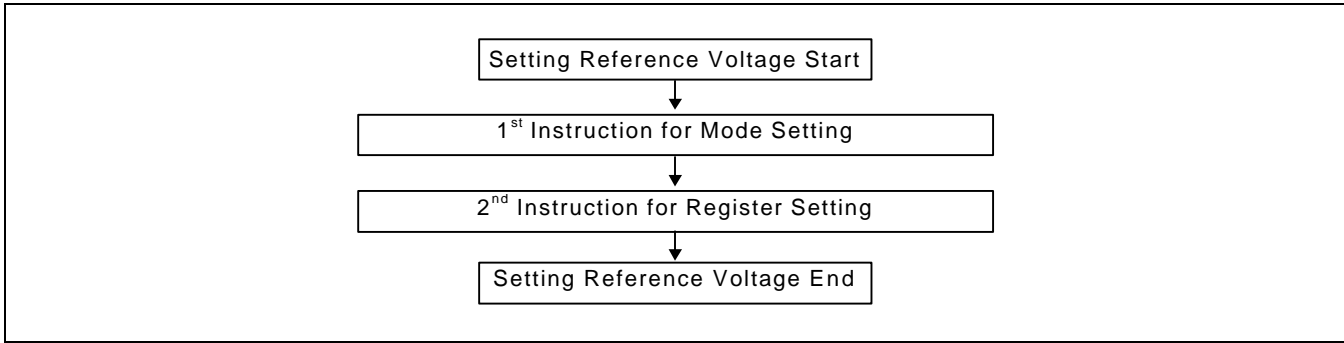 Setting Reference Voltage Start
1st Instruction for Mode Setting
2nd Instruction for Register Setting
Setting Reference Voltage End